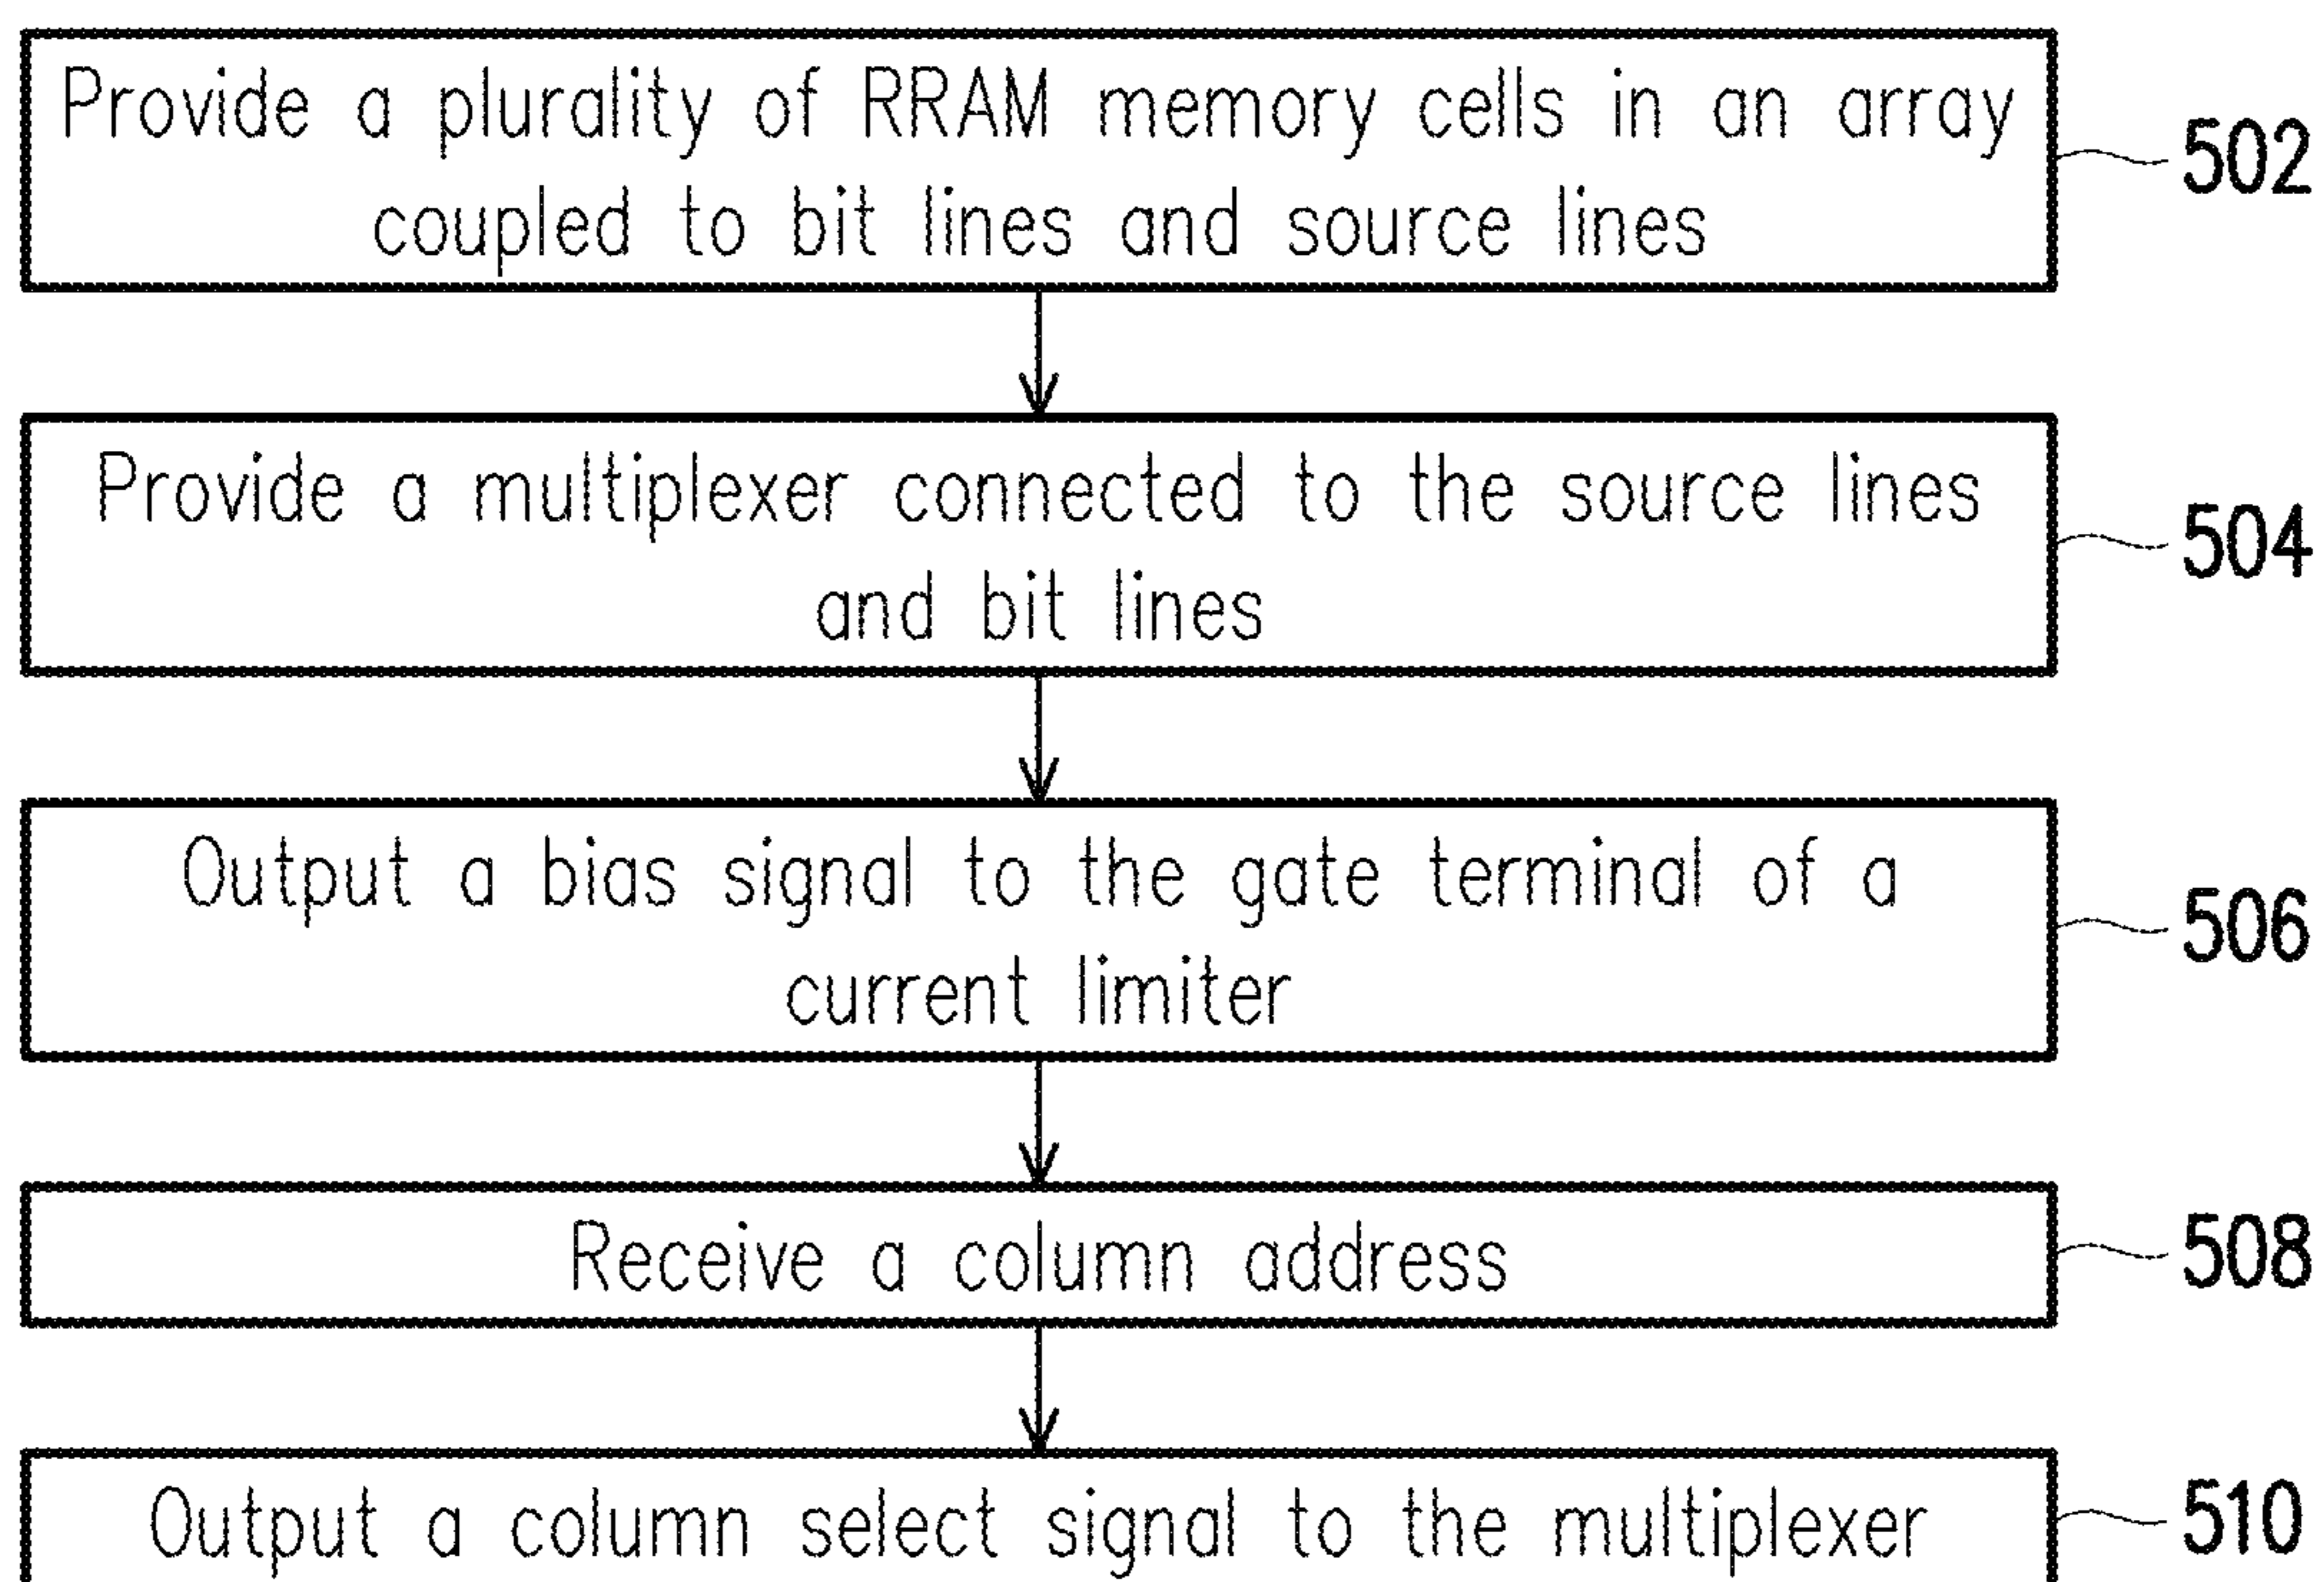 Provide a plurality of RRAM memory cells in an array
coupled to bit lines and source lines
502
Provide a multiplexer connected to the source lines
and bit lines
504
Output a bias signal to the gate terminal of a
current limiter
506
Receive a column address
508
Output a column select signal to the multiplexer
510